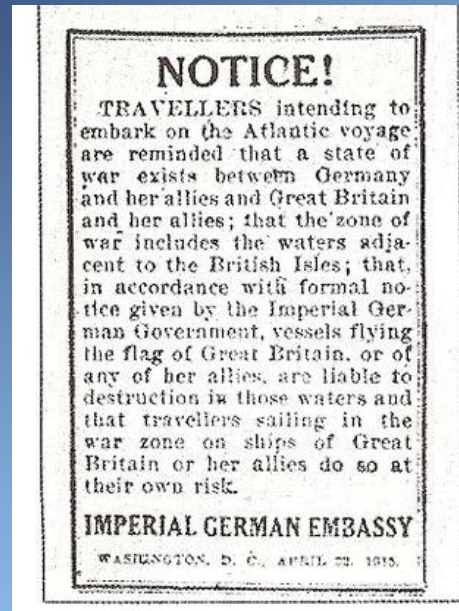 NOTICE!
TRAVELLERS intending to
embark on the Atlantic voyage
are reminded that a state of
war exists between Germany
and her allies and Great Britain
and her allies; that the zone of
war includes the waters adja-
cent to the British Isles; that,
in accordance with formal no-
tice given by the Imperial Ger-
man Government, vessels flying
the flag of Great Britain, or of
any of her allies, are liable to
destruction in those waters and
that travellers sailing in the
war zone on ships of Great
Britain or her allies do so at
their own risk.
IMPERIAL GERMAN EMBASSY
WASHINGTON, D. C., APRIL 22, 1915.